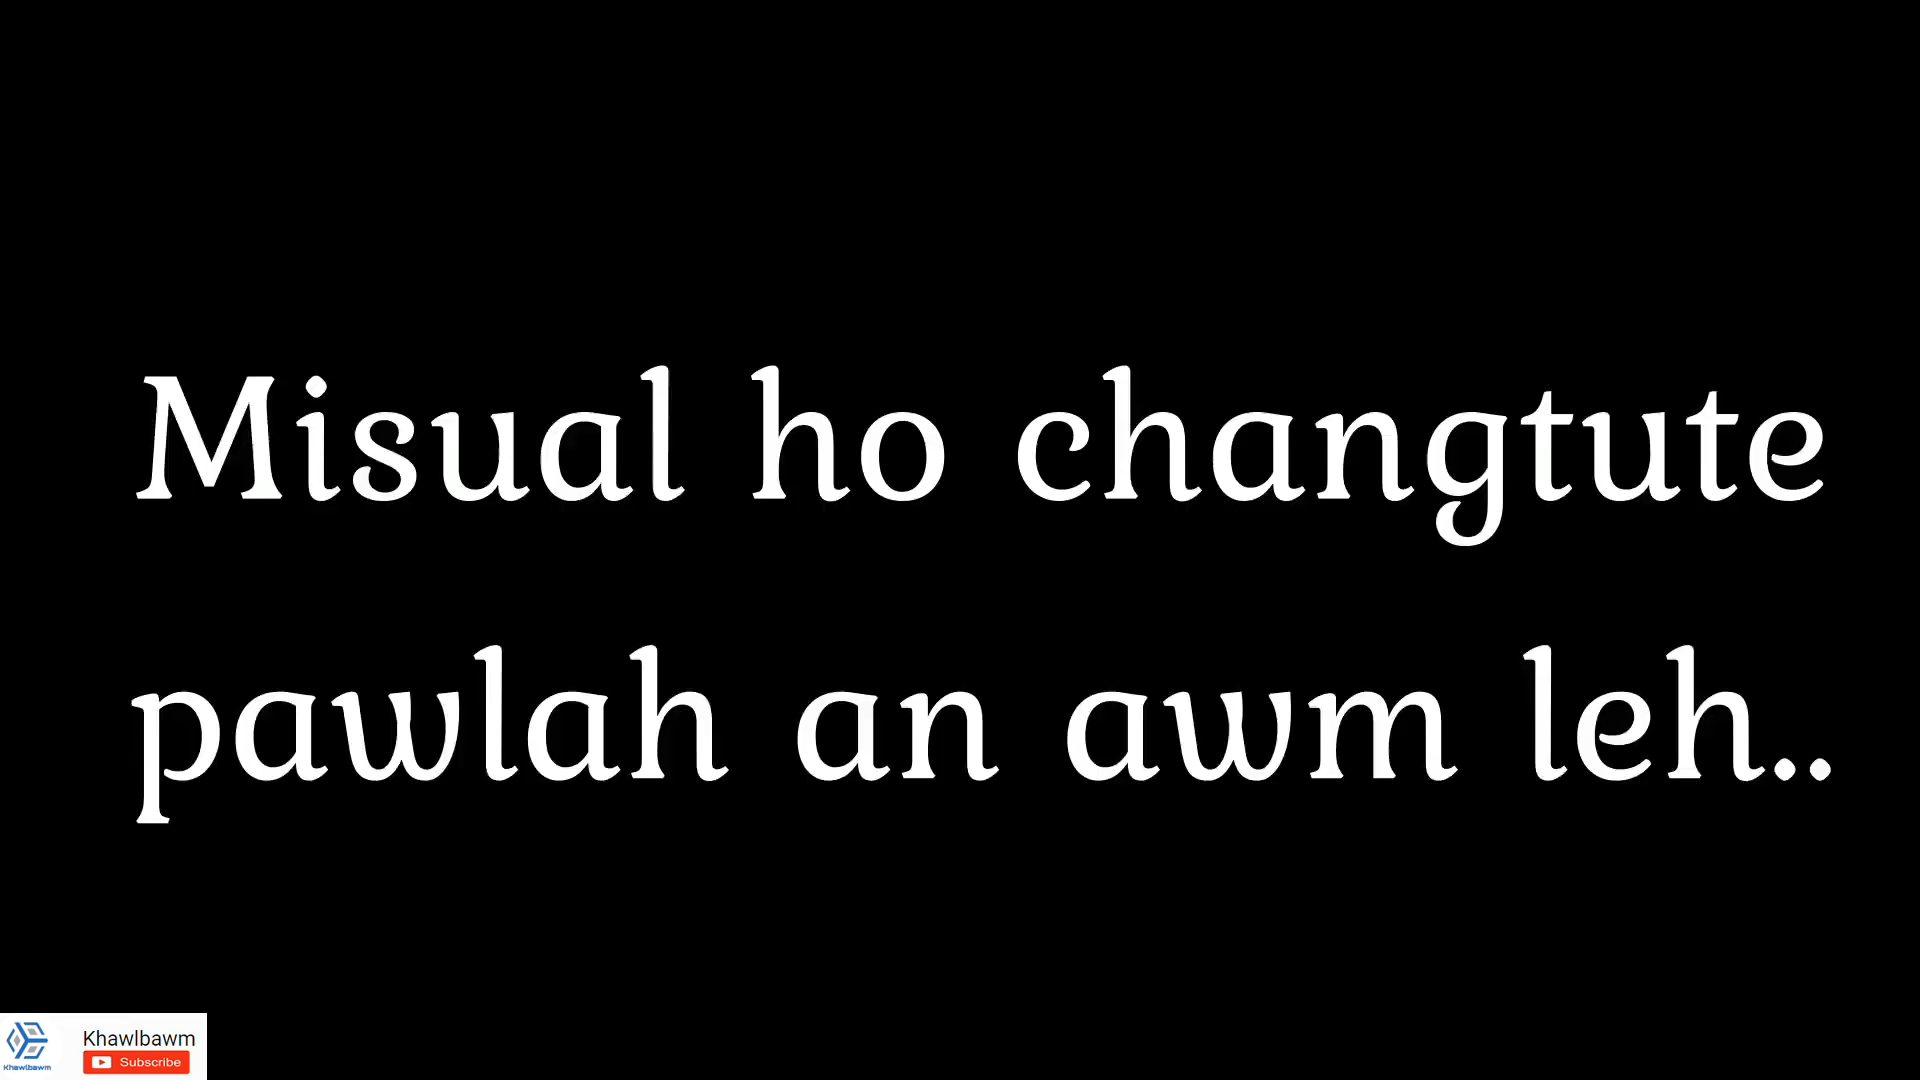 Misual ho changtute
pawlah an awm leh..
Khawlbawm
Khawlbawm
Subscribe